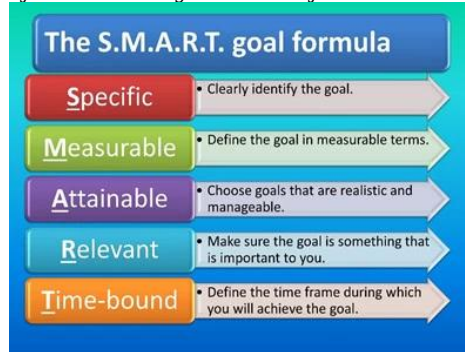 The S.M.A.R.T. goal formula
Specific
• Clearly identify the goal.
Measurable
• Define the goal in measurable terms.
Attainable
• Choose goals that are realistic and
manageable.
Relevant
• Make sure the goal is something that
is important to you.
Time-bound
• Define the time frame during which
you will achieve the goal.